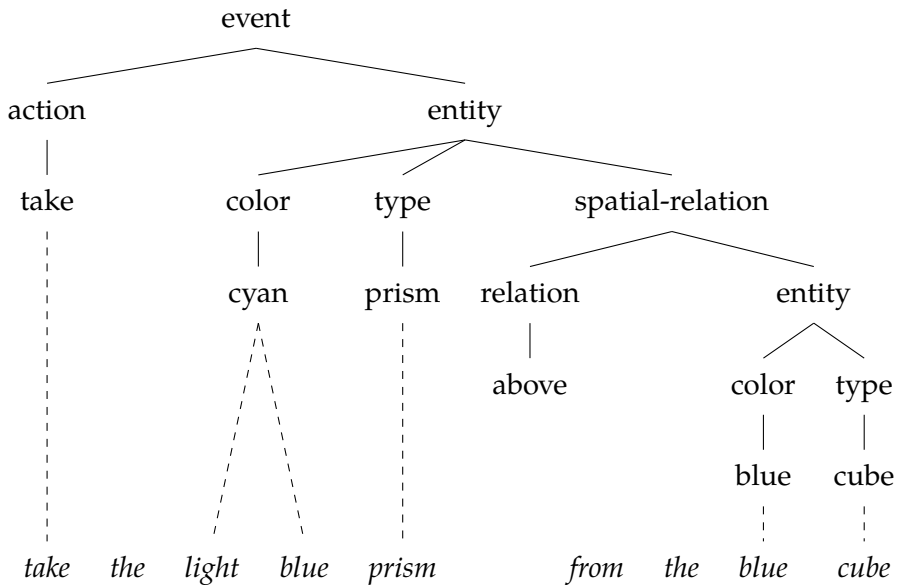 event
action entity
take color type spatial-relation
cyan prism relation entity
above color type
blue cube
take the light blue prism from the blue cube